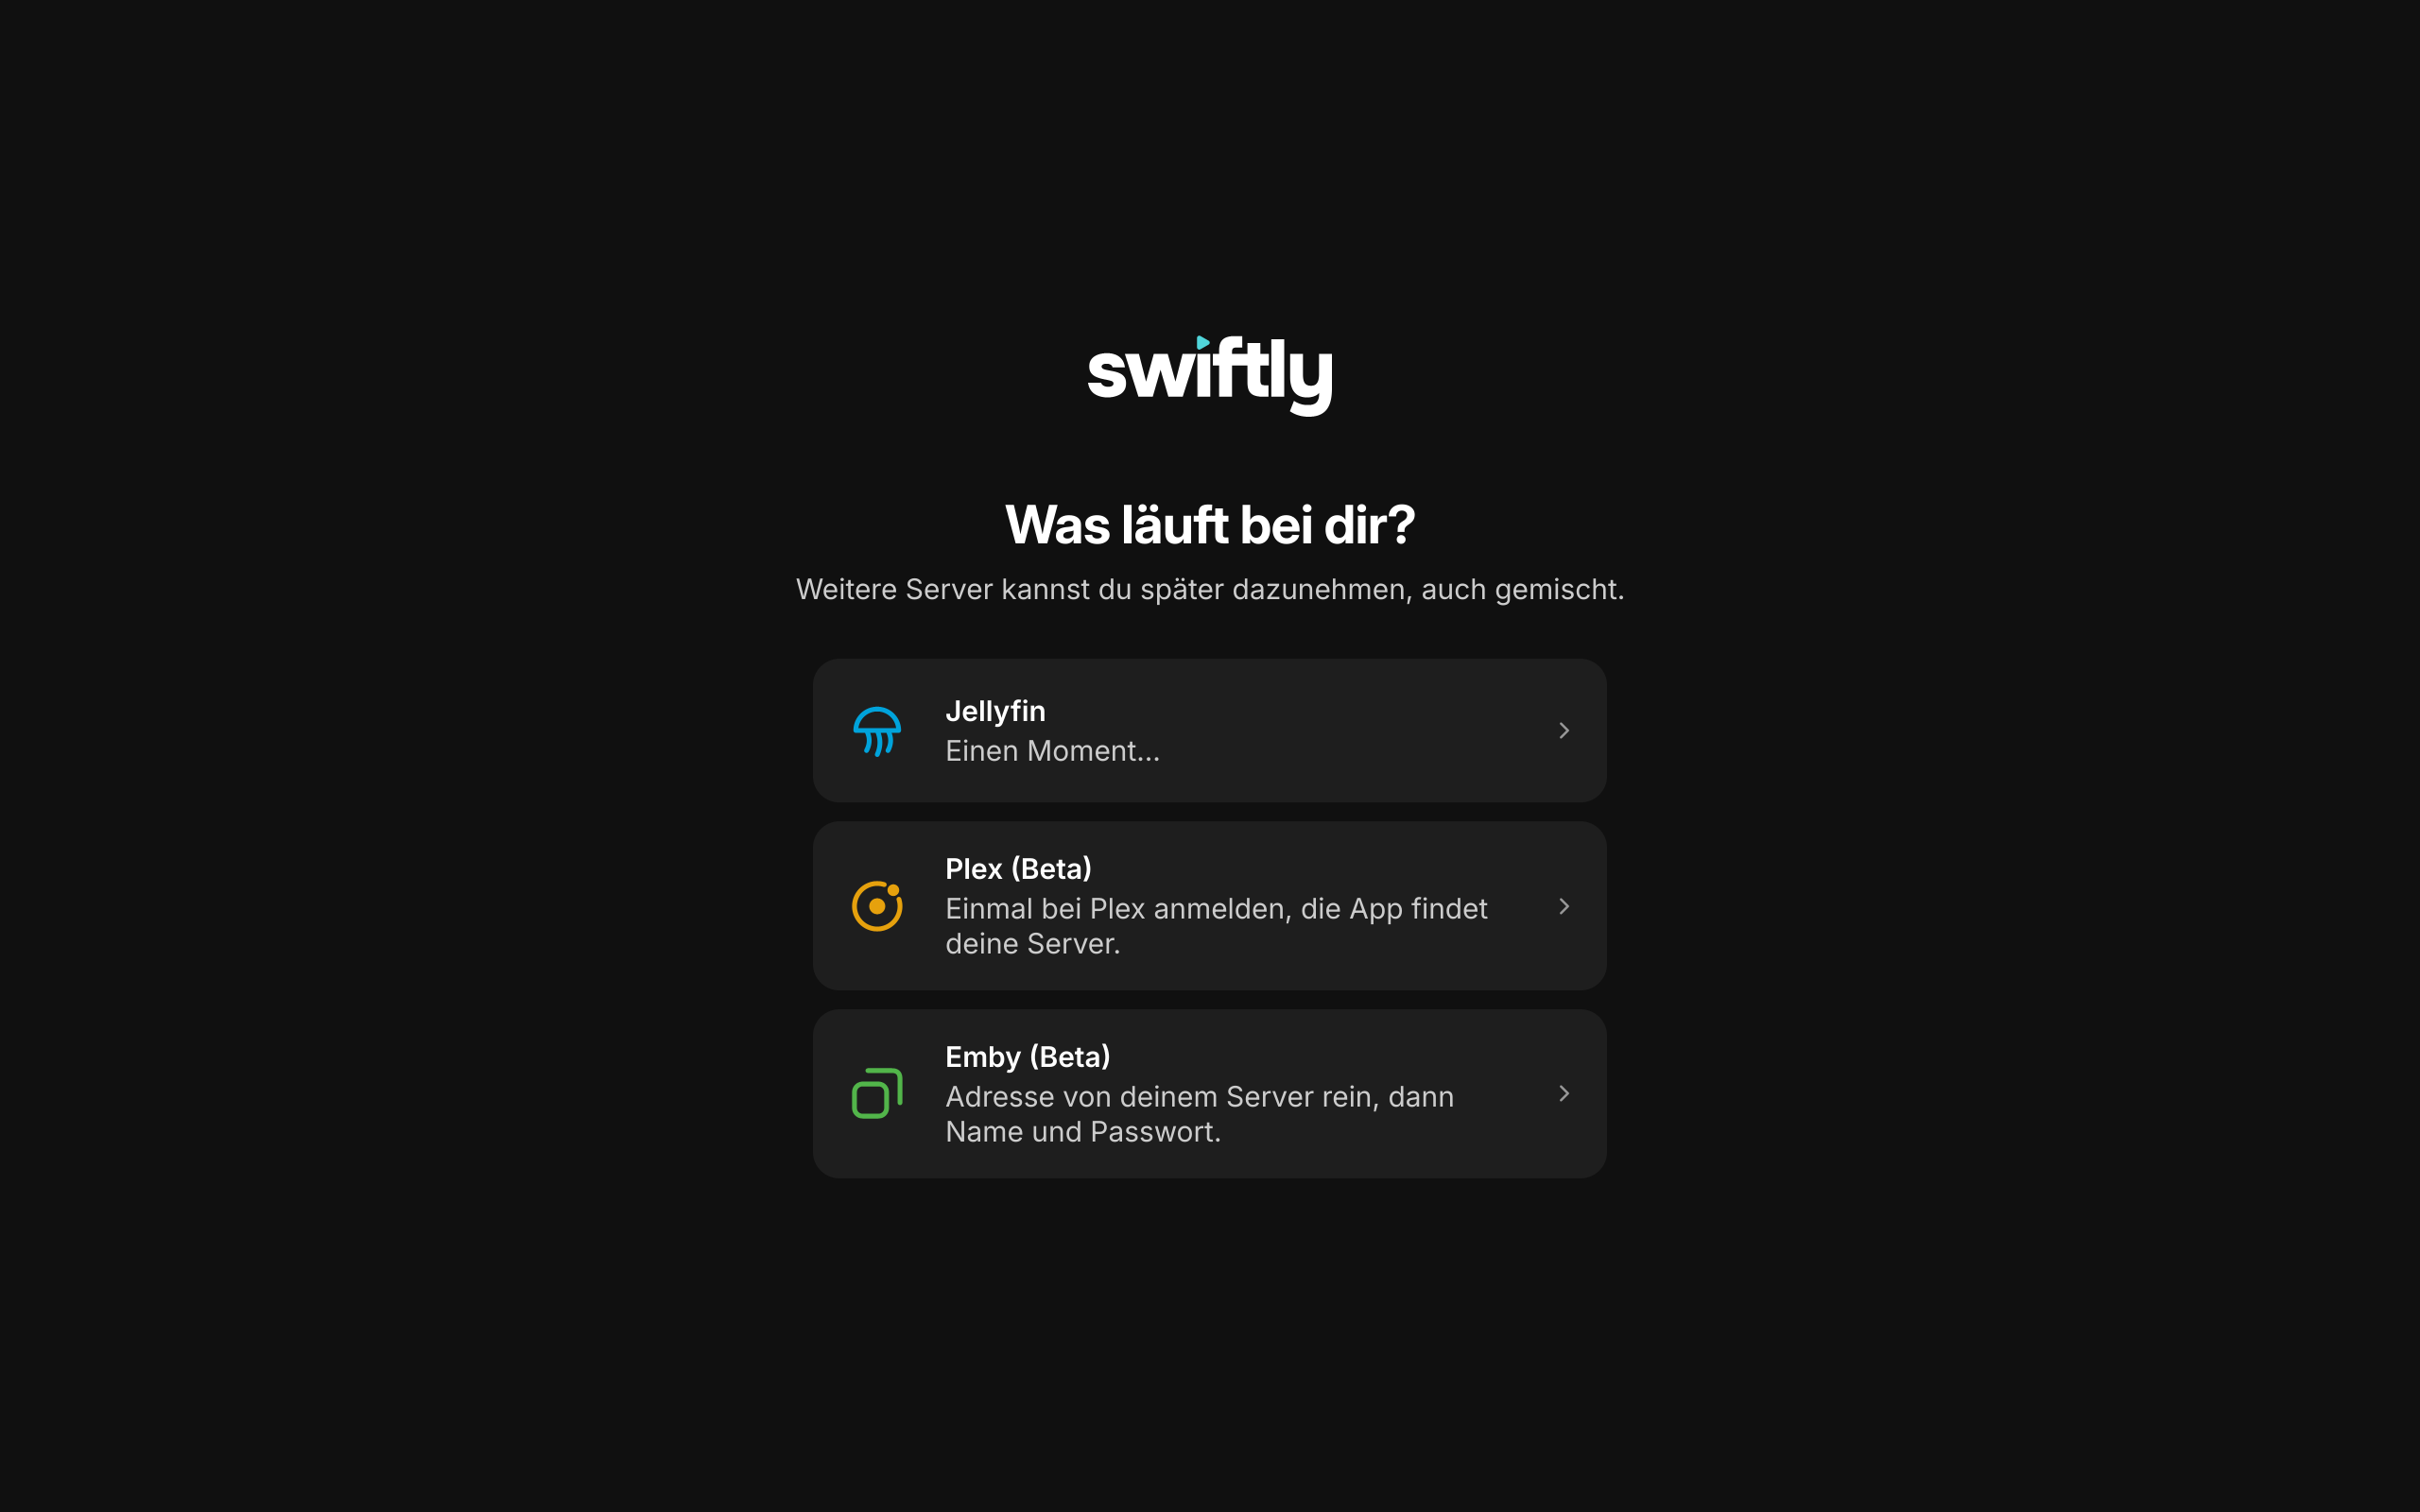 swiftly
Was läuft bei dir?
Weitere Server kannst du später dazunehmen, auch gemischt.
Jellyfin
Einen Moment...
Plex (Beta)
Einmal bei Plex anmelden, die App findet
deine Server.
Emby (Beta)
Adresse von deinem Server rein, dann
Name und Passwort.